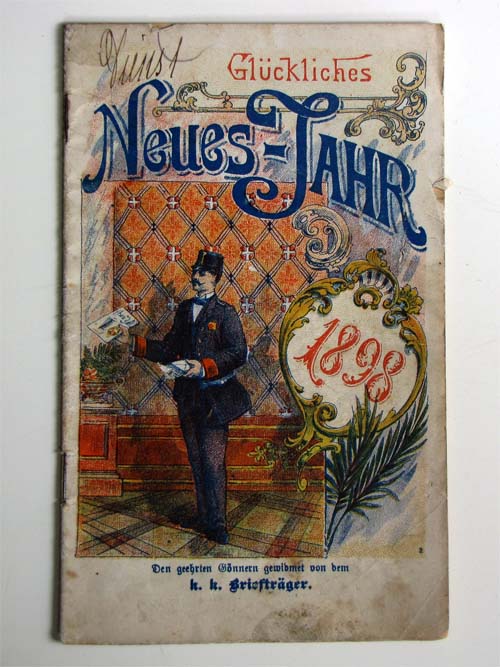 Glückliches
Neues-Jahr
1898
Den geehrten Gönnern gewidmet von dem
k. k. Briefträger.